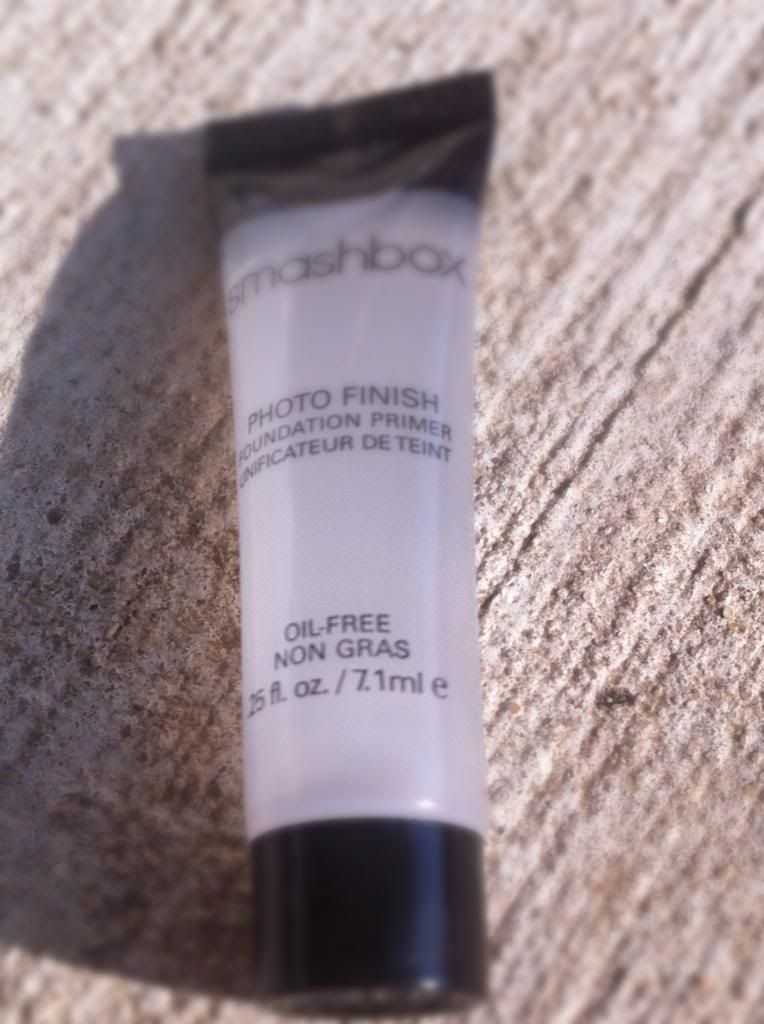 smashbox
PHOTO FINISH
FOUNDATION PRIMER
UNIFICATEUR DE TEINT
OIL-FREE
NON GRAS
.25 fl. oz. / 7.1ml e